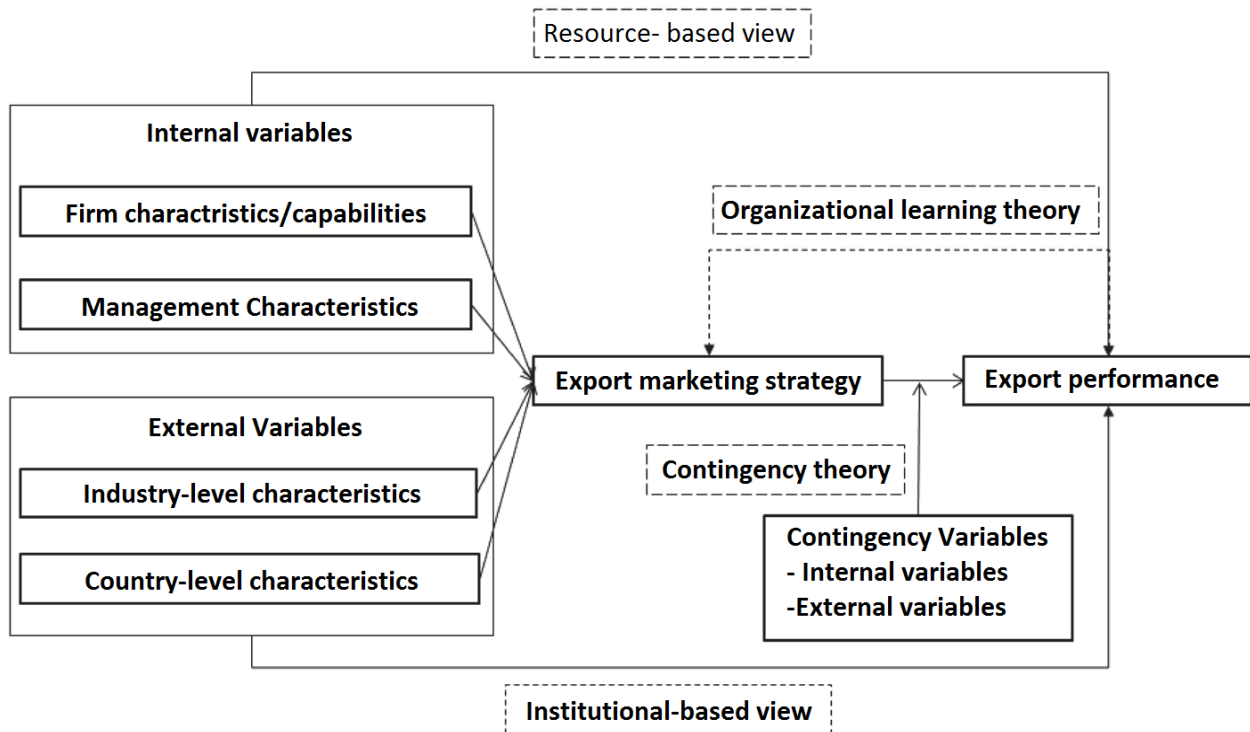 Resource- based view
Internal variables
Firm charactristics/capabilities
Management Characteristics
Organizational learning theory
Export marketing strategy
Export performance
External Variables
Industry-level characteristics
Country-level characteristics
Contingency theory
Contingency Variables
- Internal variables
-External variables
Institutional-based view